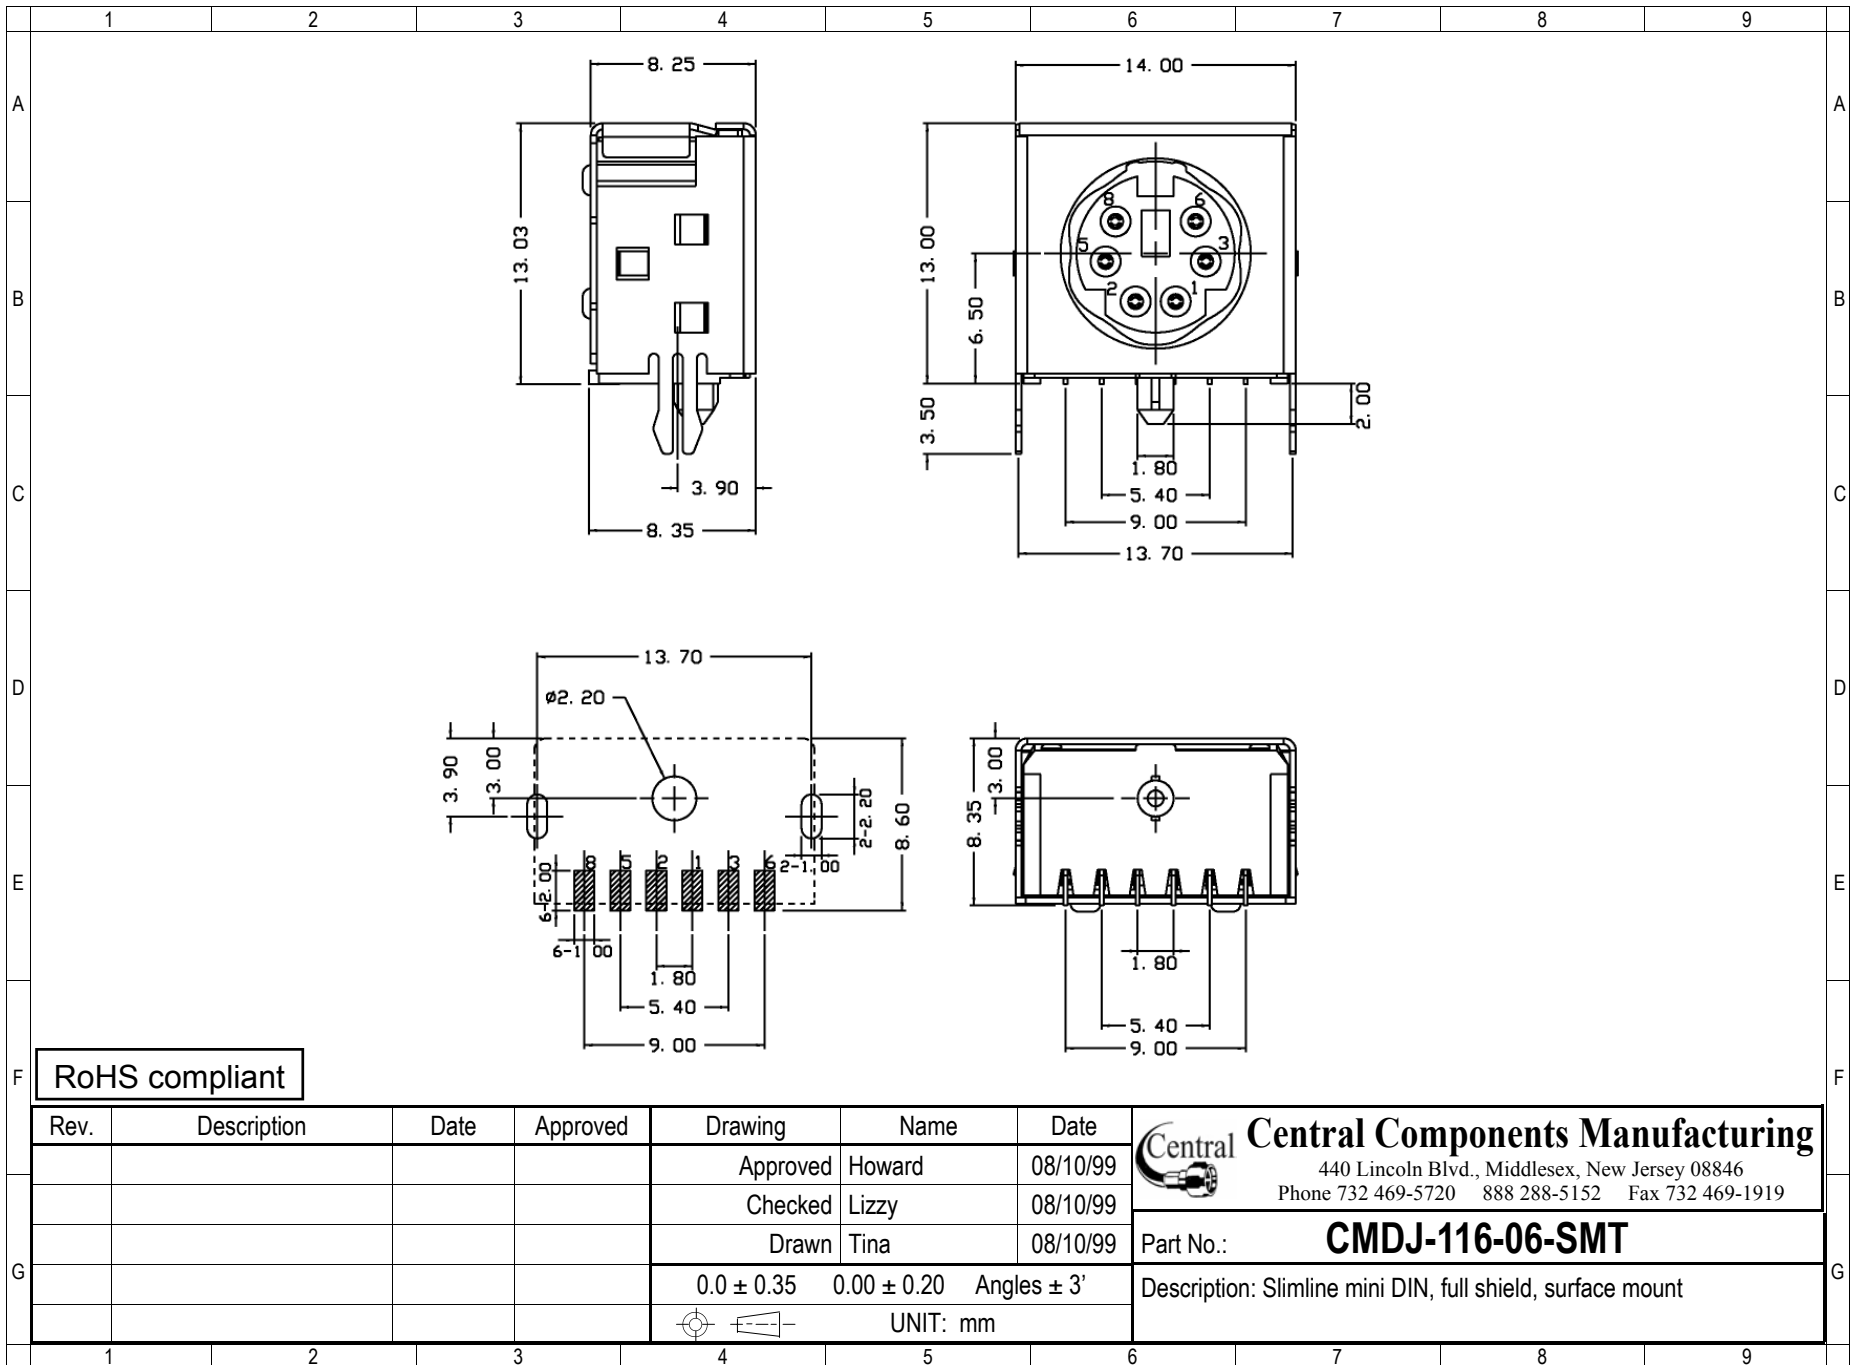 1 2 3 4 5 6 7 8 9
A A
B B
C C
D D
E E
F F
G G
8. 25
13. 03
3. 90
8. 35
14. 00
13. 00
6. 50
3. 50
2. 00
1. 80
5. 40
9. 00
13. 70
8 6
5 3
2 1
13. 70
ø2. 20
3. 90
3. 00
2-2. 20
8. 60
2-1. 00
8 5 2 1 3 6
6-2. 00
6-1. 00
1. 80
5. 40
9. 00
3. 00
8. 35
1. 80
5. 40
9. 00
RoHS compliant
Rev. Description Date Approved
Drawing Name Date
Approved Howard 08/10/99
Checked Lizzy 08/10/99
Drawn Tina 08/10/99
0.0 ± 0.35 0.00 ± 0.20 Angles ± 3’
UNIT: mm
Central
Central Components Manufacturing
440 Lincoln Blvd., Middlesex, New Jersey 08846
Phone 732 469-5720 888 288-5152 Fax 732 469-1919
Part No.: CMDJ-116-06-SMT
Description: Slimline mini DIN, full shield, surface mount
1 2 3 4 5 6 7 8 9